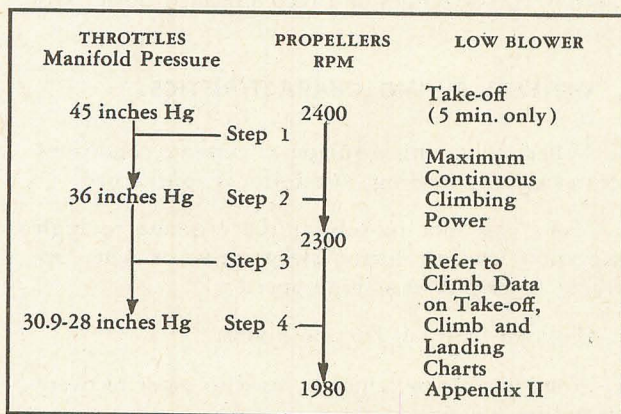 THROTTLES PROPELLERS LOW BLOWER
Manifold Pressure RPM
45 inches Hg 2400 Take-off
(5 min. only)
Step 1
Maximum
Continuous
Climbing
Power
36 inches Hg Step 2
2300
Step 3 Refer to
Climb Data
on Take-off,
Climb and
Landing
Charts
Appendix II
30.9-28 inches Hg Step 4
1980